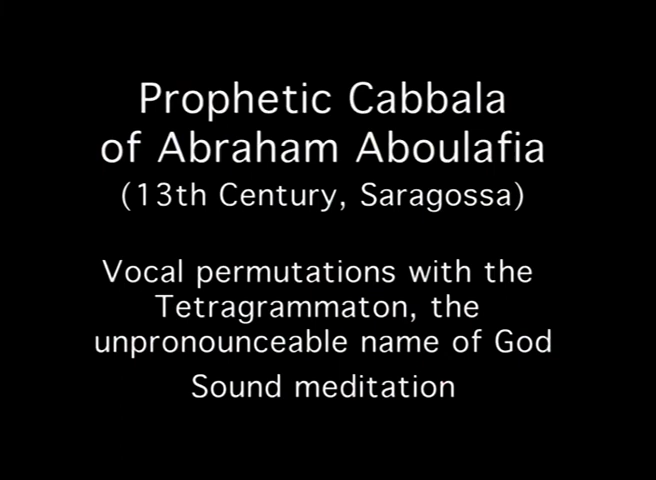 Prophetic Cabbala
of Abraham Aboulafia
(13th Century, Saragossa)
Vocal permutations with the
Tetragrammaton, the
unpronounceable name of God
Sound meditation